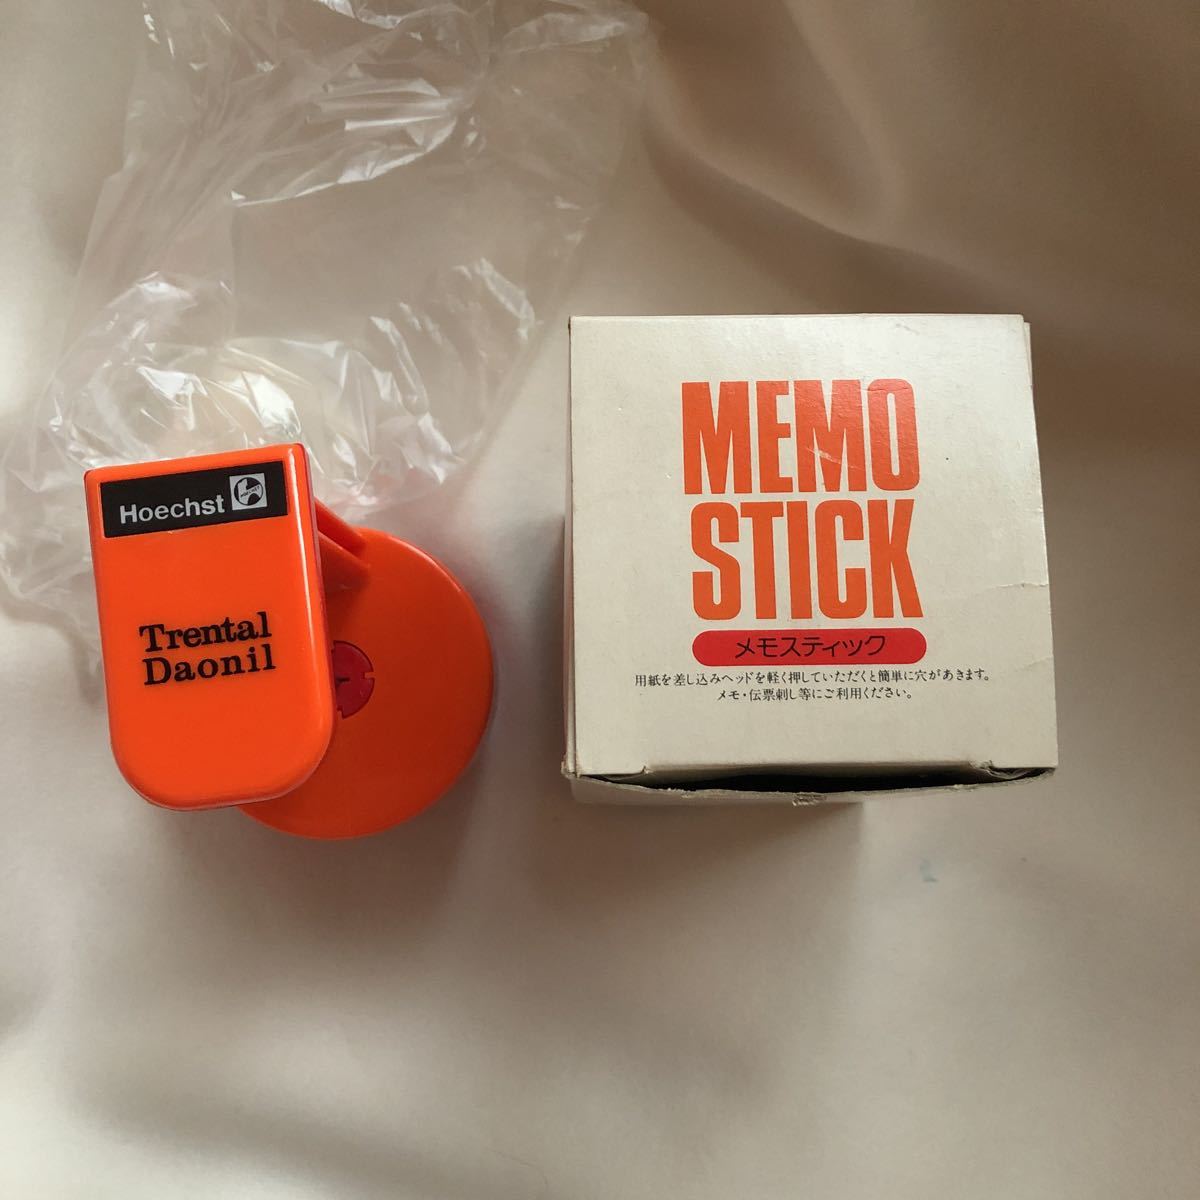 Hoechst
Trental
Daonil
MEMO
STICK
メモスティック
用紙を差し込みヘッドを軽く押していただくと簡単に穴があきます。
メモ・伝票刺し等にご利用ください。